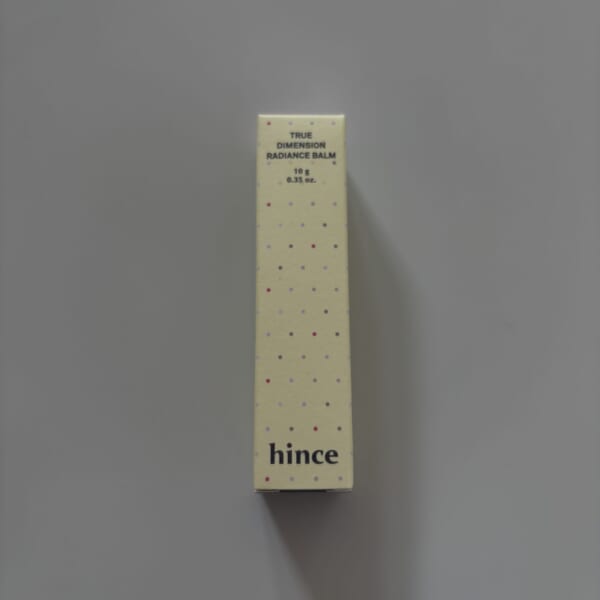 TRUE
DIMENSION
RADIANCE BALM
10 g
0.35 oz.
hince